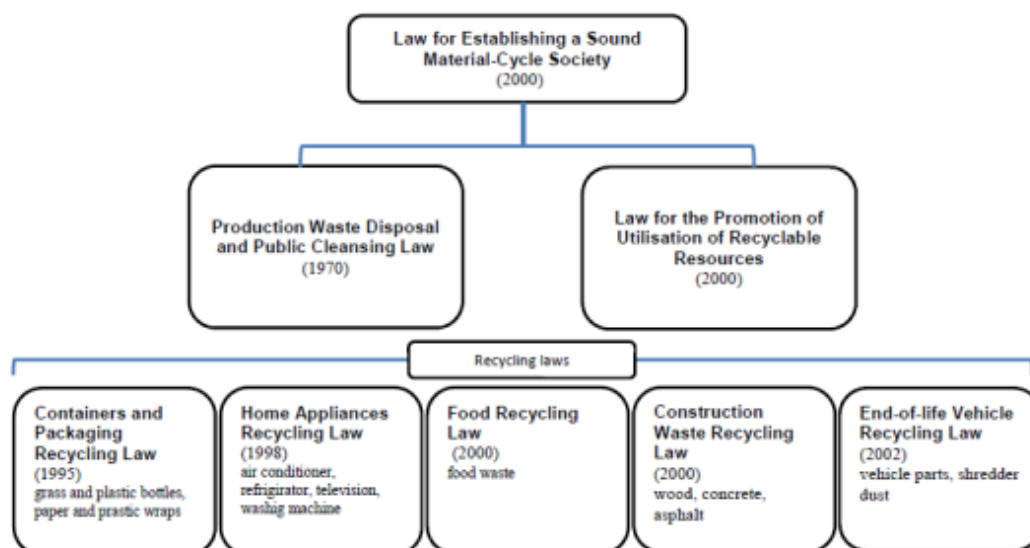 Law for Establishing a Sound
Material-Cycle Society
(2000)
Production Waste Disposal
and Public Cleansing Law
(1970)
Law for the Promotion of
Utilisation of Recyclable
Resources
(2000)
Recycling laws
Containers and
Packaging
Recycling Law
(1995)
grass and plastic bottles,
paper and prastic wraps
Home Appliances
Recycling Law
(1998)
air conditioner,
refrigirator, television,
washig machine
Food Recycling
Law
(2000)
food waste
Construction
Waste Recycling
Law
(2000)
wood, concrete,
asphalt
End-of-life Vehicle
Recycling Law
(2002)
vehicle parts, shredder
dust